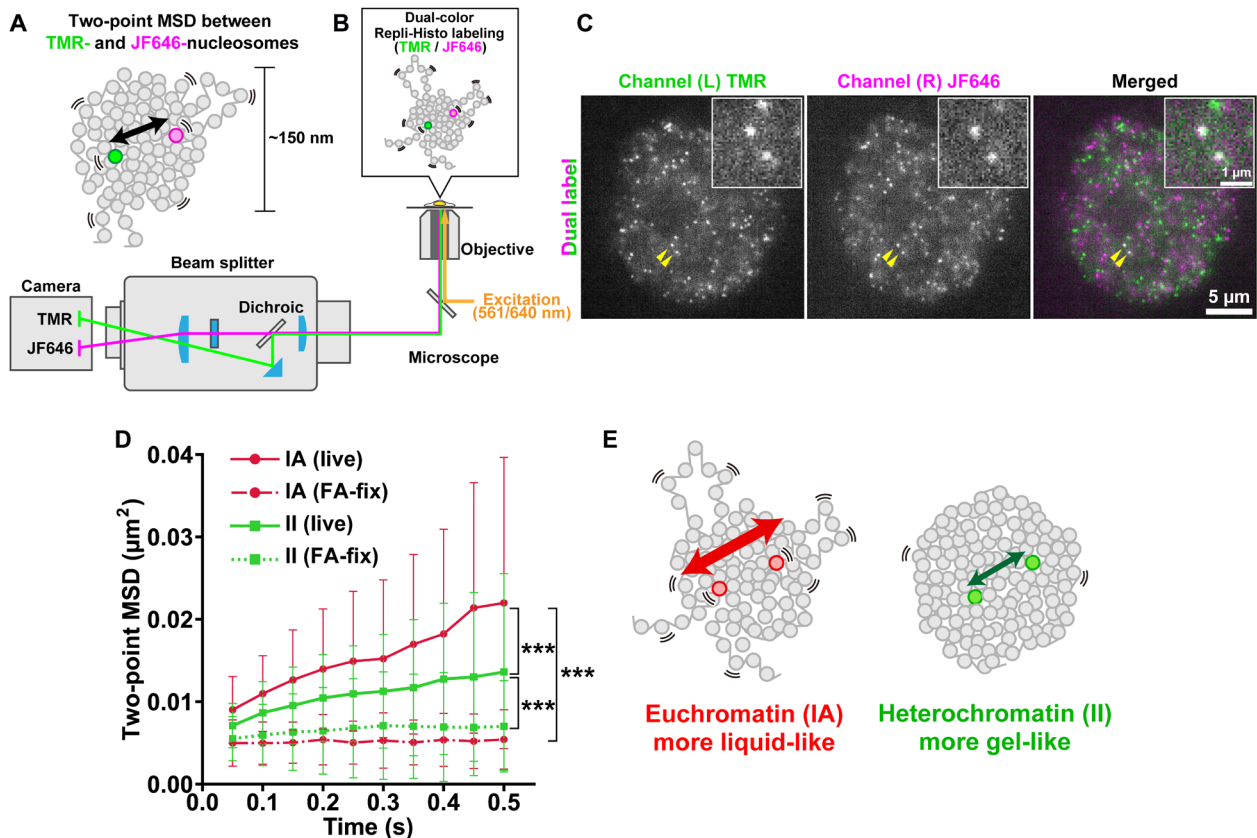 A
Two-point MSD between
TMR- and JF646-nucleosomes
~150 nm
B
Dual-color
Repli-Histo labeling
(TMR / JF646)
Objective
Excitation
(561/640 nm)
Microscope
Beam splitter
Dichroic
Camera
TMR
JF646
C
Channel (L) TMR
Channel (R) JF646
Merged
Dual label
1 µm
5 µm
D
Two-point MSD (µm²)
0.04
0.03
0.02
0.01
0.00
0.0 0.1 0.2 0.3 0.4 0.5
Time (s)
IA (live)
IA (FA-fix)
II (live)
II (FA-fix)
***
***
***
E
Euchromatin (IA)
more liquid-like
Heterochromatin (II)
more gel-like